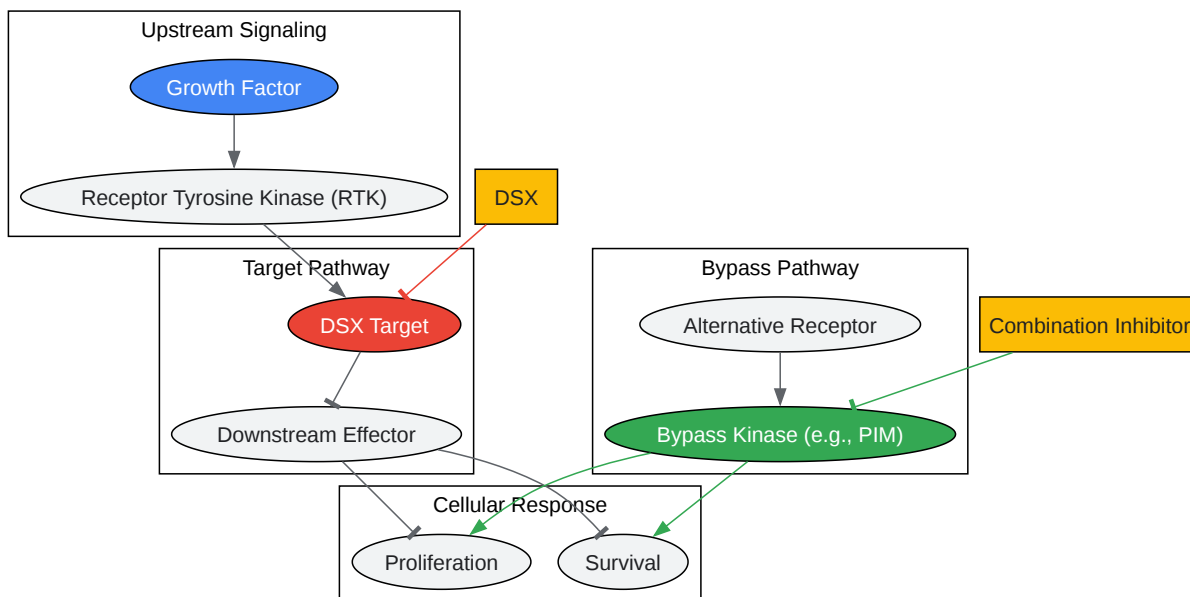 Upstream Signaling
Growth Factor
Receptor Tyrosine Kinase (RTK)
DSX
Target Pathway
DSX Target
Downstream Effector
Bypass Pathway
Alternative Receptor
Bypass Kinase (e.g., PIM)
Combination Inhibitor
Cellular Response
Proliferation
Survival